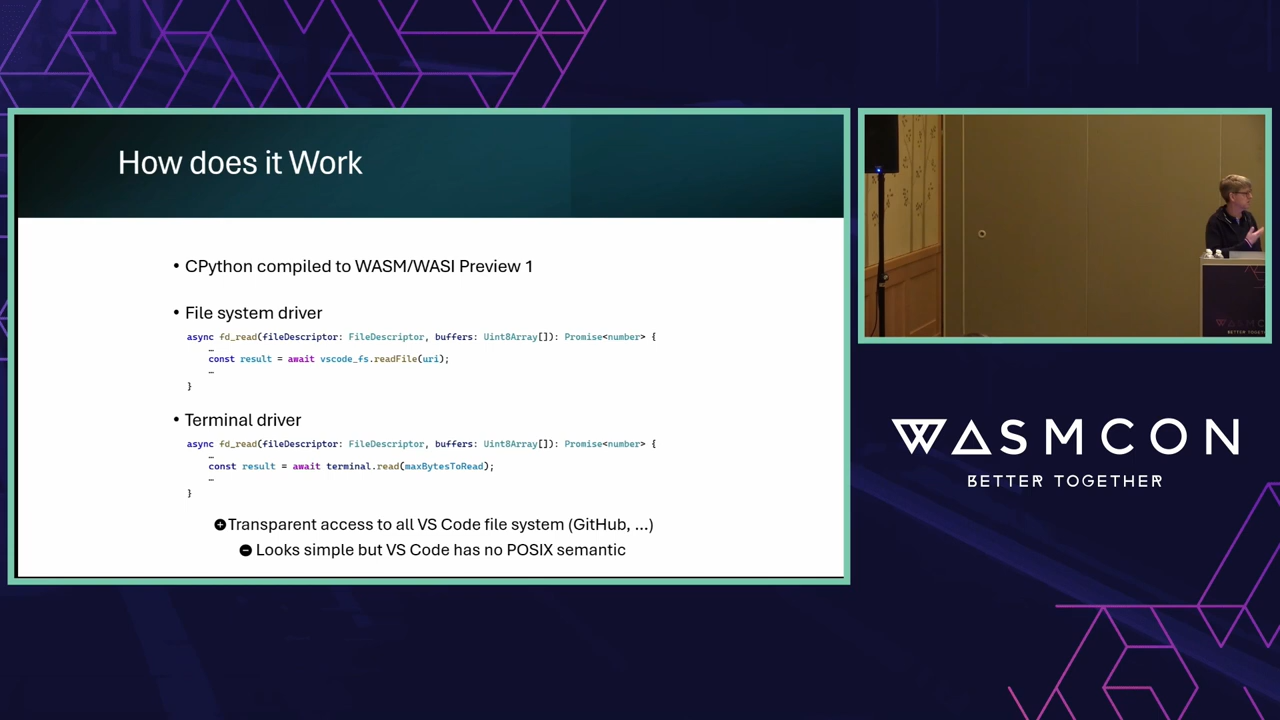 How does it Work
• CPython compiled to WASM/WASI Preview 1
• File system driver
async fd_read(fileDescriptor: FileDescriptor, buffers: Uint8Array[]): Promise<number> {
…
const result = await vscode_fs.readFile(uri);
…
}
• Terminal driver
async fd_read(fileDescriptor: FileDescriptor, buffers: Uint8Array[]): Promise<number> {
…
const result = await terminal.read(maxBytesToRead);
…
}
Transparent access to all VS Code file system (GitHub, ...)
Looks simple but VS Code has no POSIX semantic
WASMCON
BETTER TOGETHER
WASMCON